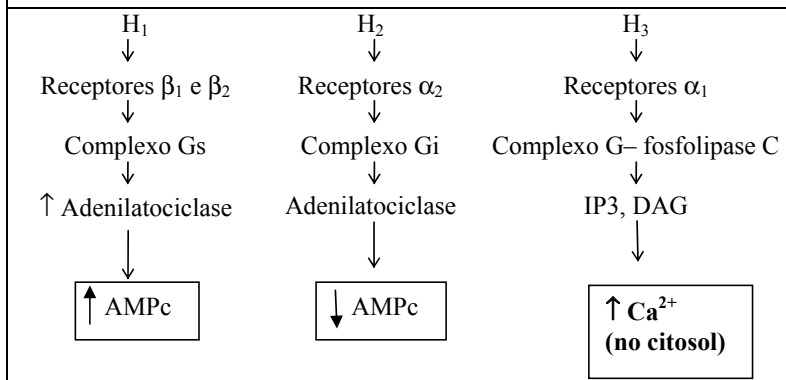 H₁ H₂ H₃
Receptores β₁ e β₂ Receptores α₂ Receptores α₁
Complexo Gs Complexo Gi Complexo G– fosfolipase C
↑ Adenilatociclase Adenilatociclase IP3, DAG
↑ AMPc ↓ AMPc ↑ Ca²⁺
(no citosol)